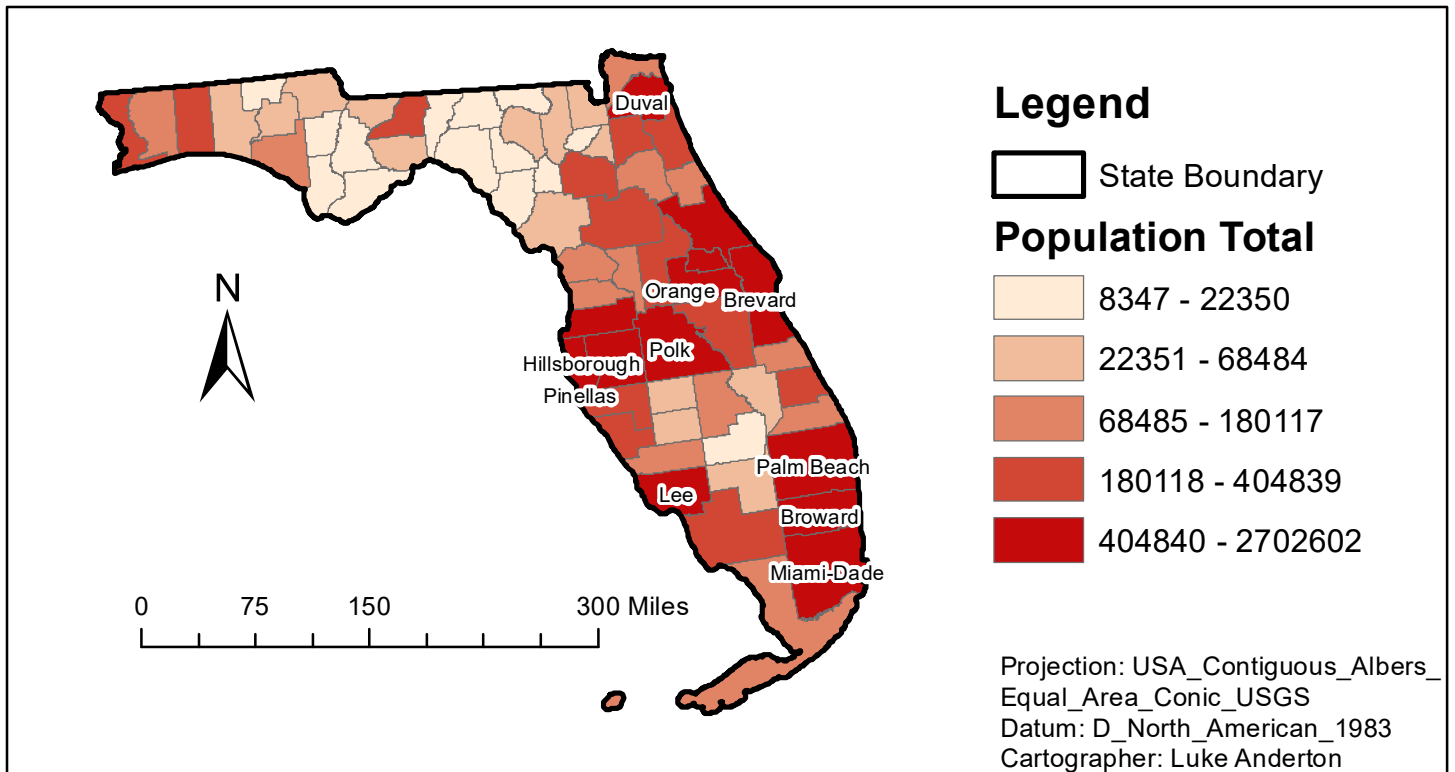 Duval
Orange
Brevard
Polk
Hillsborough
Pinellas
Palm Beach
Lee
Broward
Miami-Dade
N
0 75 150 300 Miles
Legend
State Boundary
Population Total
8347 - 22350
22351 - 68484
68485 - 180117
180118 - 404839
404840 - 2702602
Projection: USA_Contiguous_Albers_
Equal_Area_Conic_USGS
Datum: D_North_American_1983
Cartographer: Luke Anderton